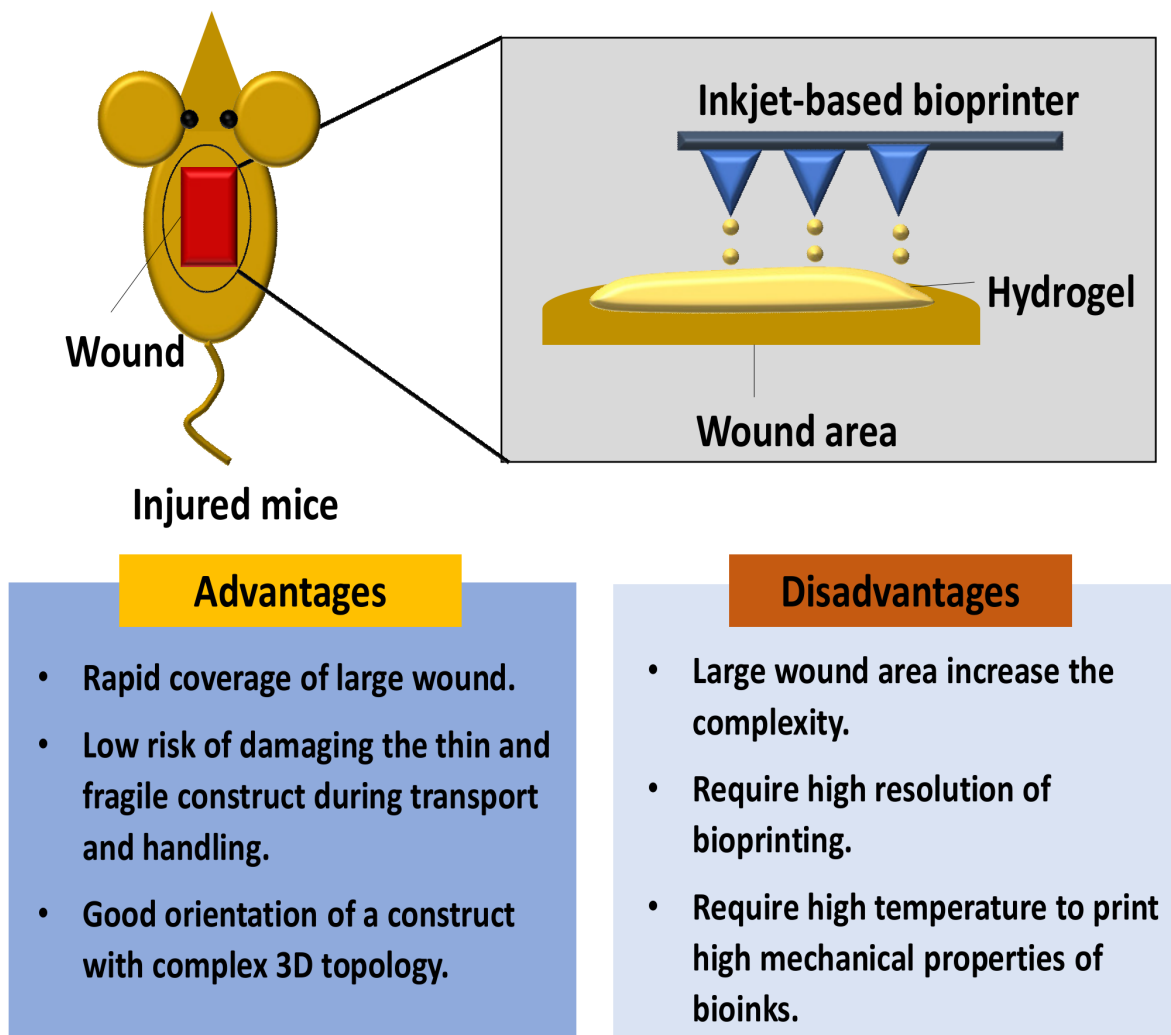 Inkjet-based bioprinter
Hydrogel
Wound
Wound area
Injured mice
Advantages
• Rapid coverage of large wound.
• Low risk of damaging the thin and
fragile construct during transport
and handling.
• Good orientation of a construct
with complex 3D topology.
Disadvantages
• Large wound area increase the
complexity.
• Require high resolution of
bioprinting.
• Require high temperature to print
high mechanical properties of
bioinks.